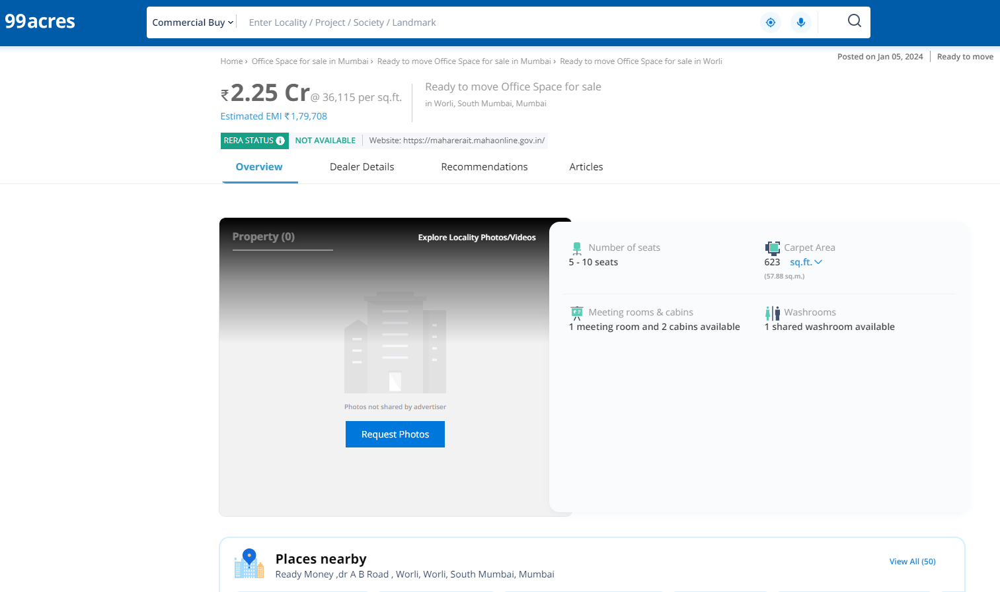 99acres
Commercial Buy
Enter Locality / Project / Society / Landmark
Posted on Jan 05, 2024
Ready to move
Home › Office Space for sale in Mumbai › Ready to move Office Space for sale in Mumbai › Ready to move Office Space for sale in Worli
₹ 2.25 Cr @ 36,115 per sq.ft.
Estimated EMI ₹ 1,79,708
Ready to move Office Space for sale
in Worli, South Mumbai, Mumbai
RERA STATUS i NOT AVAILABLE Website: https://maharerait.mahaonline.gov.in/
Overview Dealer Details Recommendations Articles
Property (0)
Explore Locality Photos/Videos
Photos not shared by advertiser
Request Photos
Number of seats
5 - 10 seats
Carpet Area
623 sq.ft.
(57.88 sq.m.)
Meeting rooms & cabins
1 meeting room and 2 cabins available
Washrooms
1 shared washroom available
Places nearby
Ready Money ,dr A B Road , Worli, Worli, South Mumbai, Mumbai
View All (50)